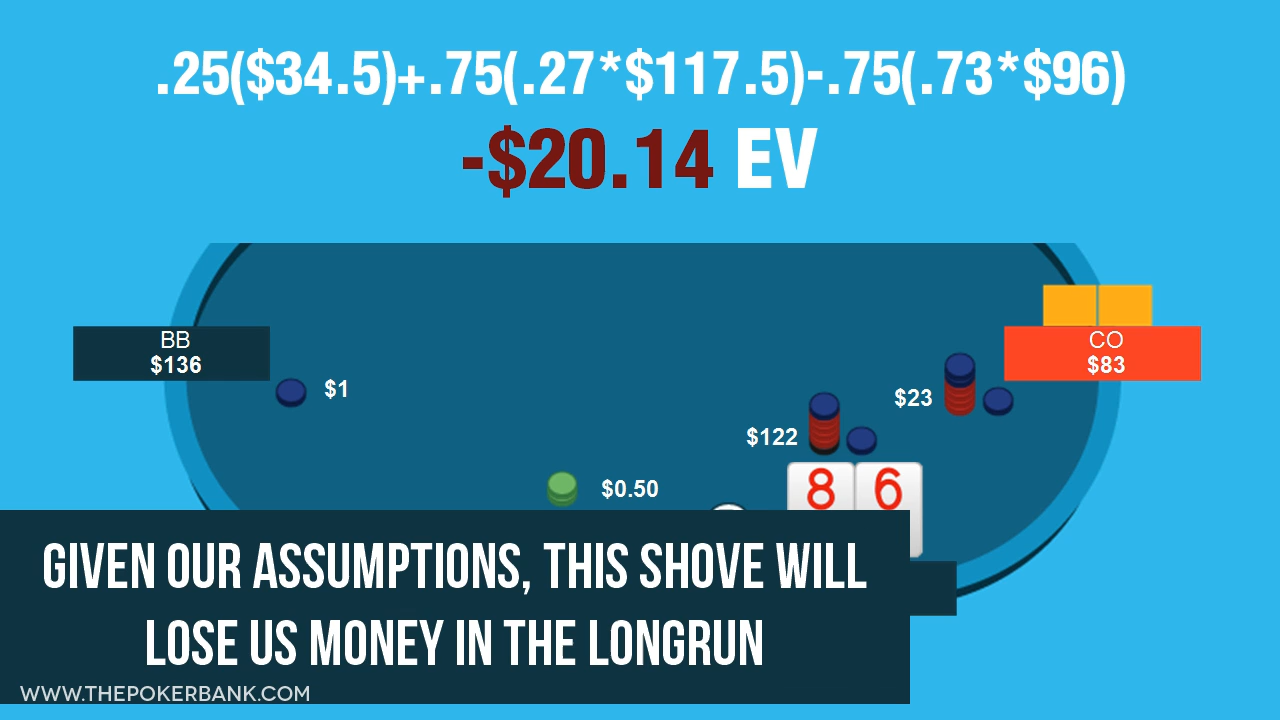 .25($34.5)+.75(.27*$117.5)-.75(.73*$96)
-$20.14 EV
BB
$136
$1
CO
$83
$23
$122
8 6
$0.50
GIVEN OUR ASSUMPTIONS, THIS SHOVE WILL
LOSE US MONEY IN THE LONGRUN
WWW.THEPOKERBANK.COM